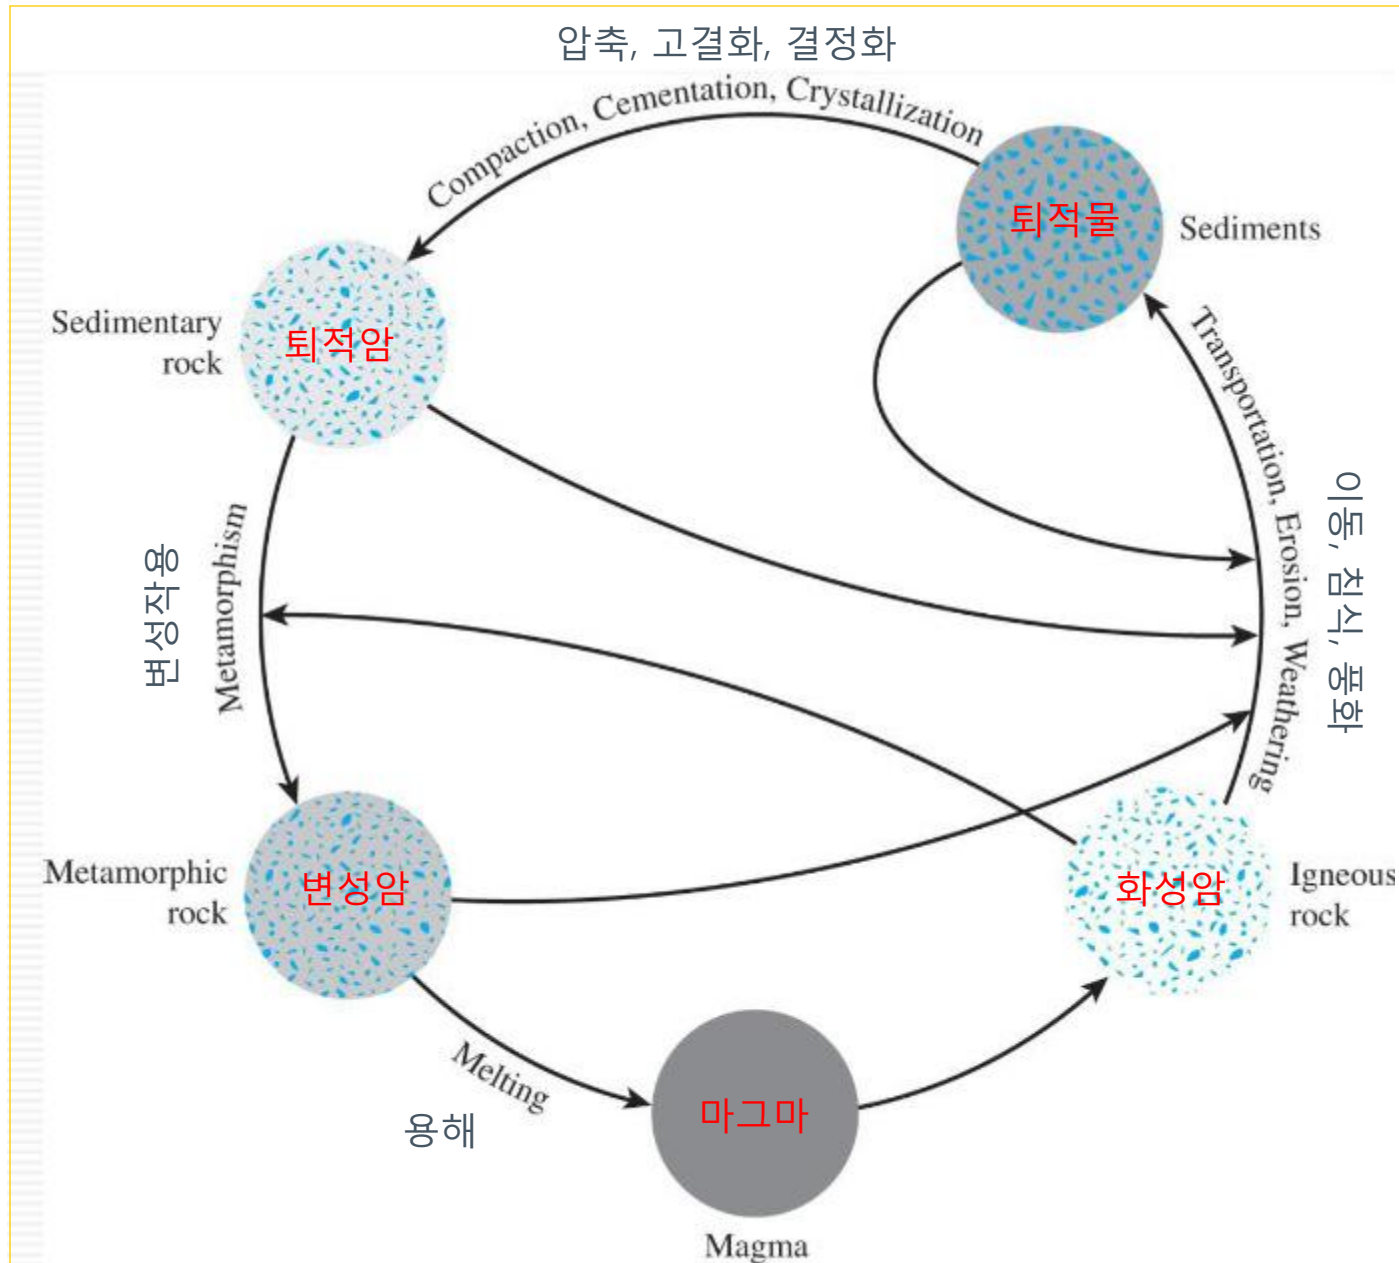 압축, 고결화, 결정화
Compaction, Cementation, Crystallization
퇴적물
Sediments
Sedimentary
rock
퇴적암
Transportation, Erosion, Weathering
이동, 침식, 풍화
변성작용
Metamorphism
Metamorphic
rock
변성암
화성암
Igneous
rock
Melting
용해
마그마
Magma